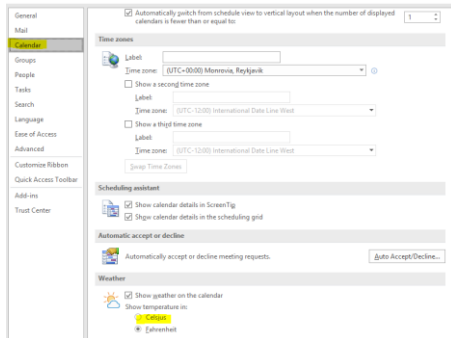 General
Mail
Calendar
Groups
People
Tasks
Search
Language
Ease of Access
Advanced
Customize Ribbon
Quick Access Toolbar
Add-ins
Trust Center
Automatically switch from schedule view to vertical layout when the number of displayed
calendars is fewer than or equal to:
1
Time zones
Label:
Time zone: (UTC+00:00) Monrovia, Reykjavik
Show a second time zone
Label:
Time zone: (UTC-12:00) International Date Line West
Show a third time zone
Label:
Time zone: (UTC-12:00) International Date Line West
Swap Time Zones
Scheduling assistant
Show calendar details in ScreenTip
Show calendar details in the scheduling grid
Automatic accept or decline
Automatically accept or decline meeting requests.
Auto Accept/Decline...
Weather
Show weather on the calendar
Show temperature in:
Celsius
Fahrenheit